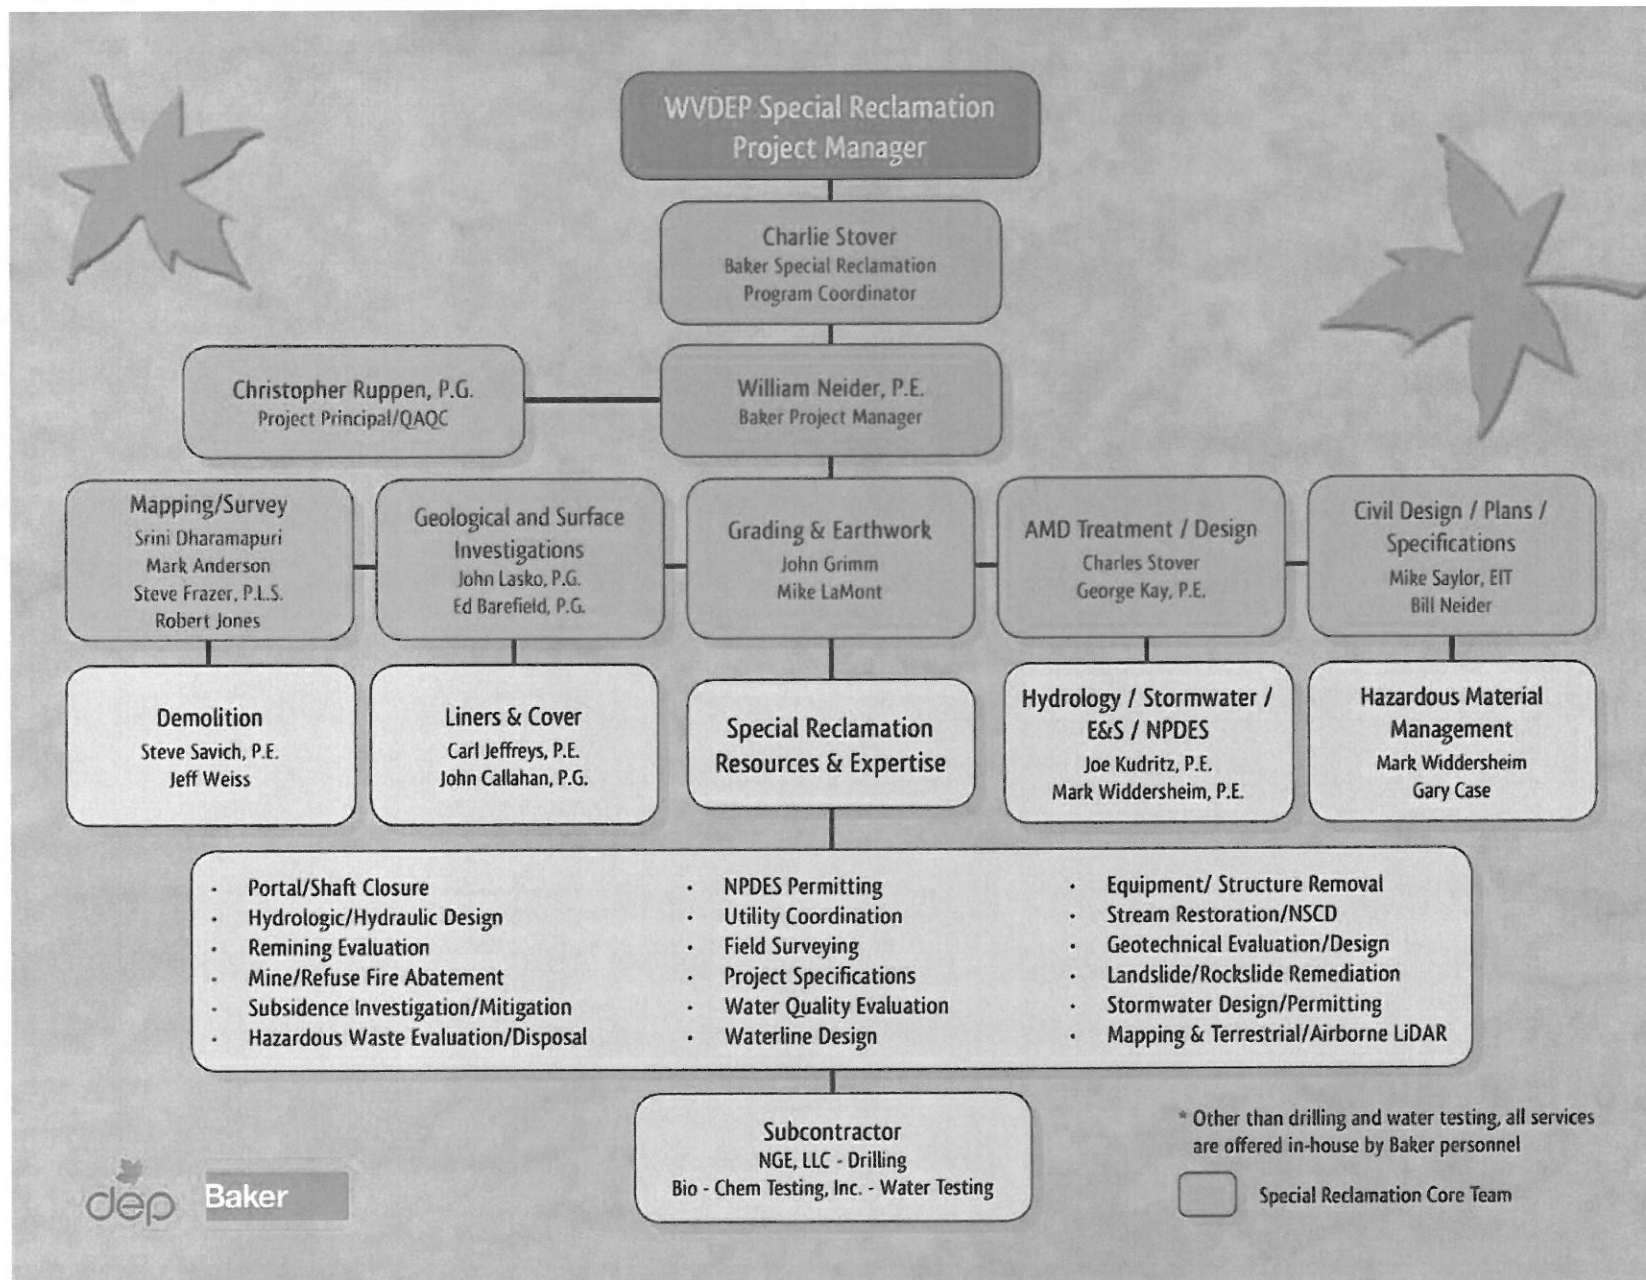 WVDEP Special Reclamation
Project Manager
Charlie Stover
Baker Special Reclamation
Program Coordinator
Christopher Ruppen, P.G.
Project Principal/QAQC
William Neider, P.E.
Baker Project Manager
Mapping/Survey
Srini Dharamapuri
Mark Anderson
Steve Frazer, P.L.S.
Robert Jones
Geological and Surface
Investigations
John Lasko, P.G.
Ed Barefield, P.G.
Grading & Earthwork
John Grimm
Mike LaMont
AMD Treatment / Design
Charles Stover
George Kay, P.E.
Civil Design / Plans /
Specifications
Mike Saylor, EIT
Bill Neider
Demolition
Steve Savich, P.E.
Jeff Weiss
Liners & Cover
Carl Jeffreys, P.E.
John Callahan, P.G.
Special Reclamation
Resources & Expertise
Hydrology / Stormwater /
E&S / NPDES
Joe Kudritz, P.E.
Mark Widdersheim, P.E.
Hazardous Material
Management
Mark Widdersheim
Gary Case
· Portal/Shaft Closure
· Hydrologic/Hydraulic Design
· Remining Evaluation
· Mine/Refuse Fire Abatement
· Subsidence Investigation/Mitigation
· Hazardous Waste Evaluation/Disposal
· NPDES Permitting
· Utility Coordination
· Field Surveying
· Project Specifications
· Water Quality Evaluation
· Waterline Design
· Equipment/ Structure Removal
· Stream Restoration/NSCD
· Geotechnical Evaluation/Design
· Landslide/Rockslide Remediation
· Stormwater Design/Permitting
· Mapping & Terrestrial/Airborne LiDAR
Subcontractor
NGE, LLC - Drilling
Bio - Chem Testing, Inc. - Water Testing
* Other than drilling and water testing, all services
are offered in-house by Baker personnel
Special Reclamation Core Team
dep
Baker